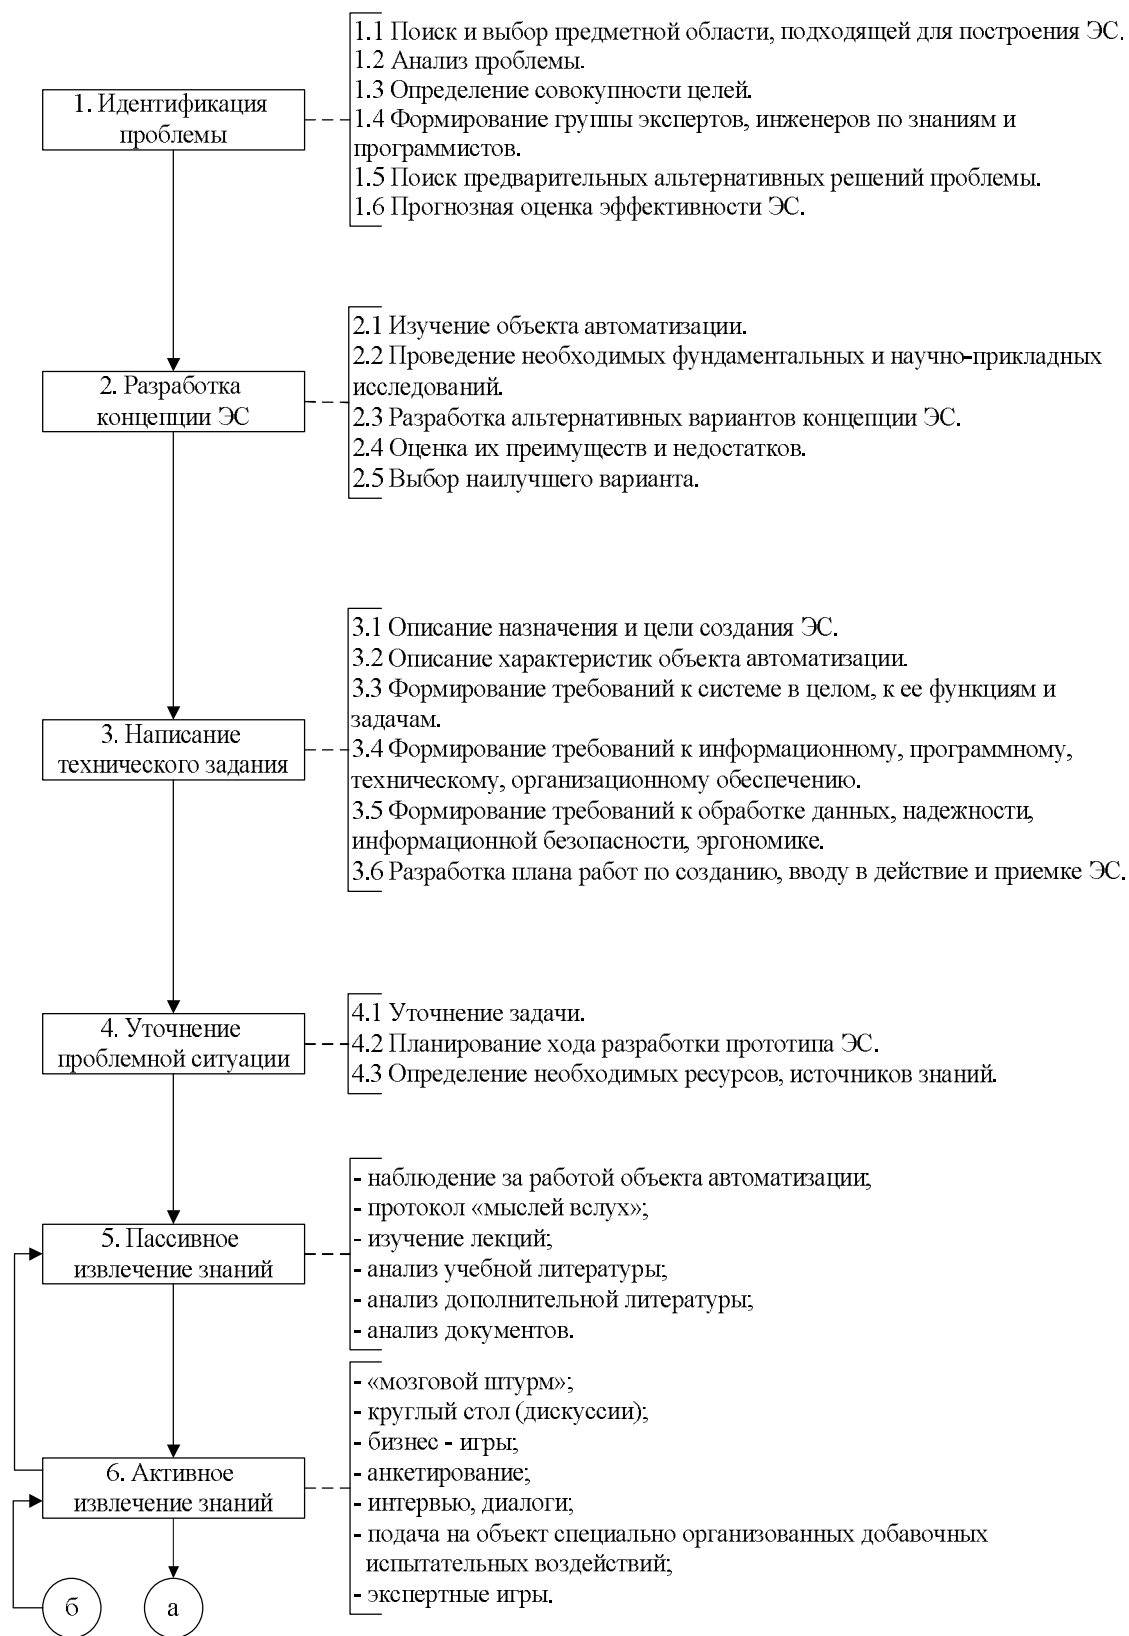 1.1 Поиск и выбор предметной области, подходящей для построения ЭС.
1.2 Анализ проблемы.
1.3 Определение совокупности целей.
1.4 Формирование группы экспертов, инженеров по знаниям и
программистов.
1.5 Поиск предварительных альтернативных решений проблемы.
1.6 Прогнозная оценка эффективности ЭС.
1. Идентификация
проблемы
2.1 Изучение объекта автоматизации.
2.2 Проведение необходимых фундаментальных и научно-прикладных
исследований.
2.3 Разработка альтернативных вариантов концепции ЭС.
2.4 Оценка их преимуществ и недостатков.
2.5 Выбор наилучшего варианта.
2. Разработка
концепции ЭС
3.1 Описание назначения и цели создания ЭС.
3.2 Описание характеристик объекта автоматизации.
3.3 Формирование требований к системе в целом, к ее функциям и
задачам.
3.4 Формирование требований к информационному, программному,
техническому, организационному обеспечению.
3.5 Формирование требований к обработке данных, надежности,
информационной безопасности, эргономике.
3.6 Разработка плана работ по созданию, вводу в действие и приемке ЭС.
3. Написание
технического задания
4.1 Уточнение задачи.
4.2 Планирование хода разработки прототипа ЭС.
4.3 Определение необходимых ресурсов, источников знаний.
4. Уточнение
проблемной ситуации
- наблюдение за работой объекта автоматизации;
- протокол «мыслей вслух»;
- изучение лекций;
- анализ учебной литературы;
- анализ дополнительной литературы;
- анализ документов.
5. Пассивное
извлечение знаний
- «мозговой штурм»;
- круглый стол (дискуссии);
- бизнес - игры;
- анкетирование;
- интервью, диалоги;
- подача на объект специально организованных добавочных
испытательных воздействий;
- экспертные игры.
6. Активное
извлечение знаний
б
а